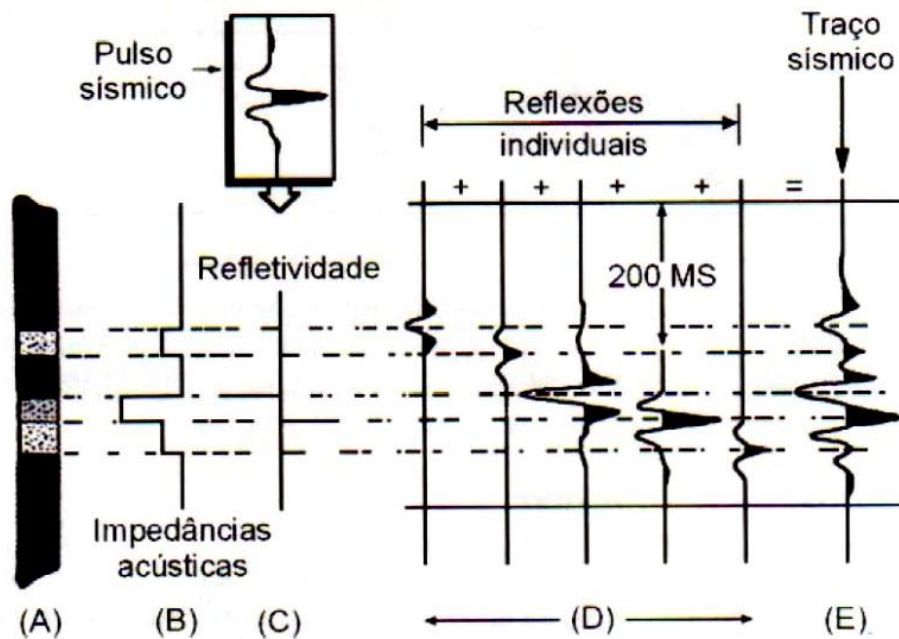 Pulso
sísmico
Traço
sísmico
Reflexões
individuais
+ + + + =
Refletividade
200 MS
Impedâncias
acústicas
(A) (B) (C) (D) (E)